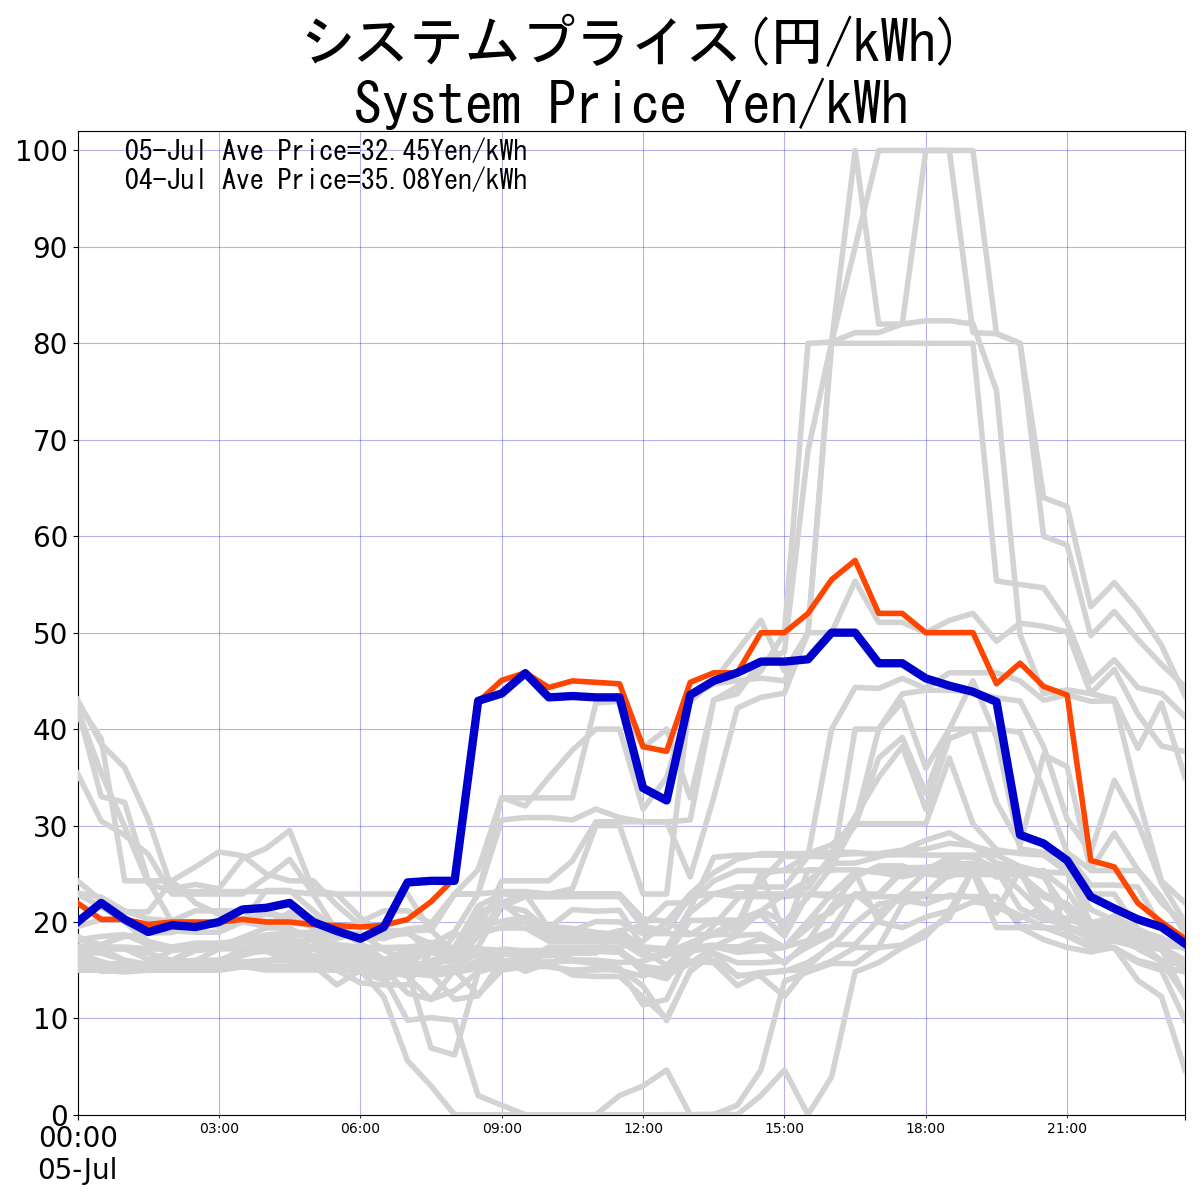 システムプライス(円/kWh)
System Price Yen/kWh
05-Jul Ave Price=32.45Yen/kWh
04-Jul Ave Price=35.08Yen/kWh
100
90
80
70
60
50
40
30
20
10
0
00:00 03:00 06:00 09:00 12:00 15:00 18:00 21:00
05-Jul